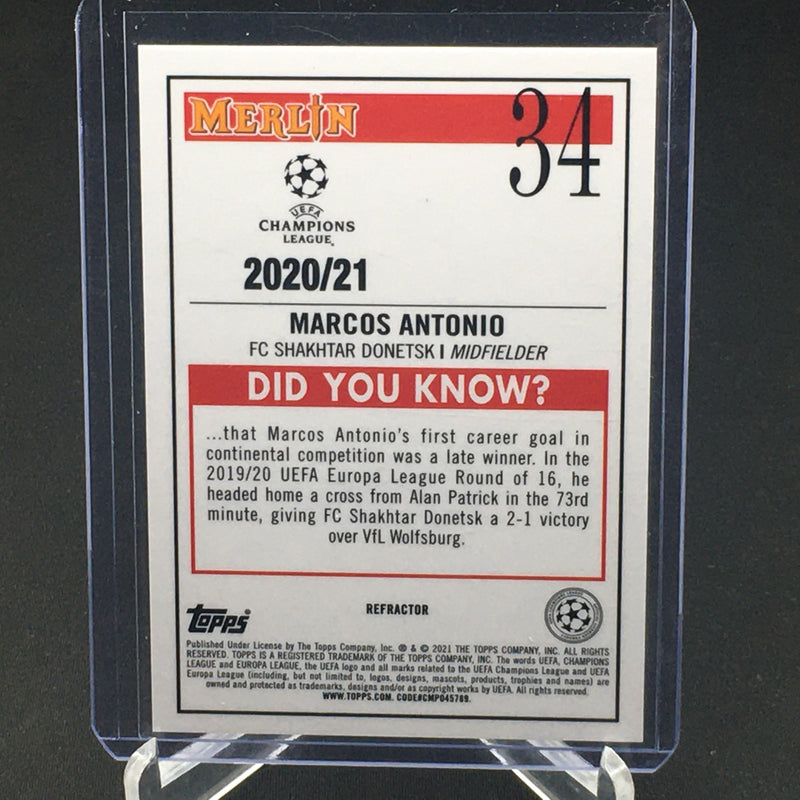 MERLIN
34
UEFA
CHAMPIONS
LEAGUE
2020/21
MARCOS ANTONIO
FC SHAKHTAR DONETSK I MIDFIELDER
DID YOU KNOW?
...that Marcos Antonio's first career goal in
continental competition was a late winner. In the
2019/20 UEFA Europa League Round of 16, he
headed home a cross from Alan Patrick in the 73rd
minute, giving FC Shakhtar Donetsk a 2-1 victory
over VfL Wolfsburg.
REFRACTOR
topps
Published Under License by The Topps Company, Inc. ® & © 2021 THE TOPPS COMPANY, INC. ALL RIGHTS
RESERVED. TOPPS IS A REGISTERED TRADEMARK OF THE TOPPS COMPANY, INC. The words UEFA, CHAMPIONS
LEAGUE and EUROPA LEAGUE, the UEFA logo and all marks related to the UEFA Champions League and UEFA
Europa League (including, but not limited to, logos, designs, mascots, products, trophies and names) are
owned and protected as trademarks, designs and/or as copyright works by UEFA. All rights reserved.
WWW.TOPPS.COM. CODE#CMP045789.